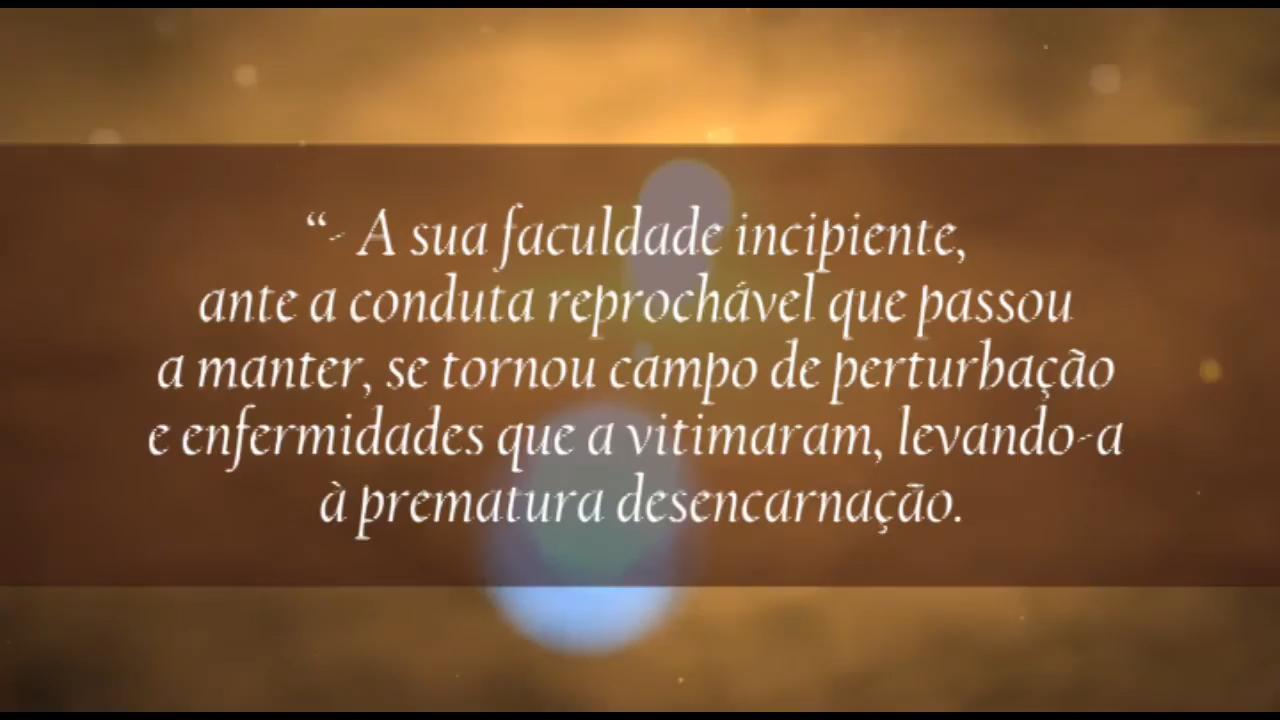 “- A sua faculdade incipiente,
ante a conduta reprochável que passou
a manter, se tornou campo de perturbação
e enfermidades que a vitimaram, levando-a
à prematura desencarnação.